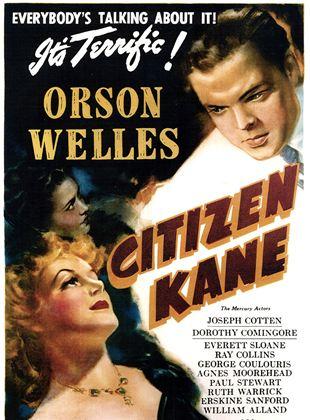 EVERYBODY'S TALKING ABOUT IT!
It's Terrific!
ORSON
WELLES
CITIZEN
KANE
The Mercury Actors
JOSEPH COTTEN
DOROTHY COMINGORE
EVERETT SLOANE
RAY COLLINS
GEORGE COULOURIS
AGNES MOOREHEAD
PAUL STEWART
RUTH WARRICK
ERSKINE SANFORD
WILLIAM ALAND